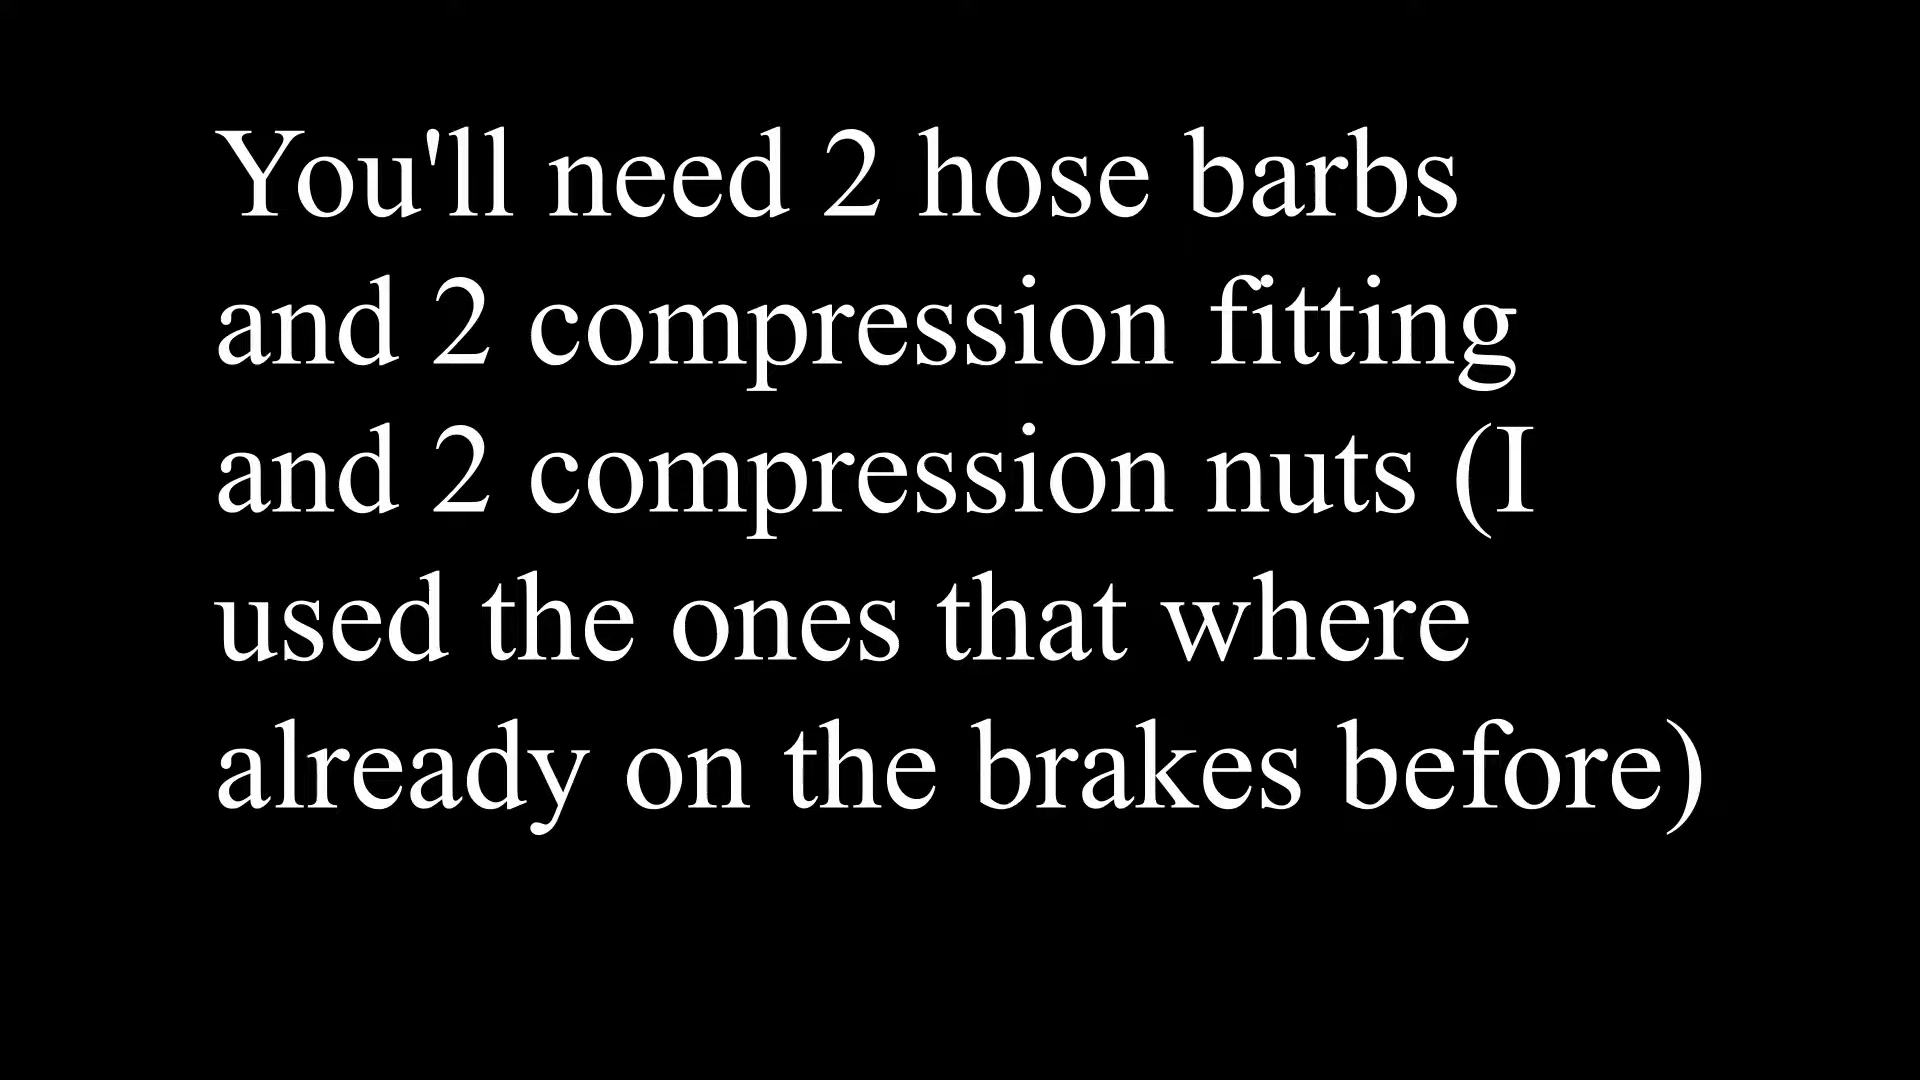 You'll need 2 hose barbs
and 2 compression fitting
and 2 compression nuts (I
used the ones that where
already on the brakes before)